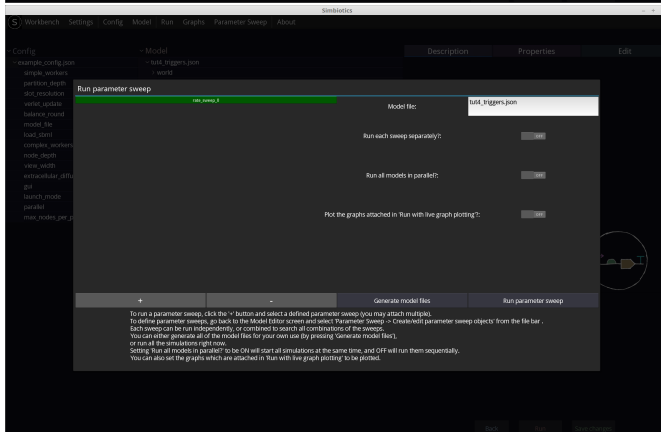 Simbiotics
S Workbench Settings Config Model Run Graphs Parameter Sweep About
Config
Model
Description Properties Edit
example_config.json
tut4_triggers.json
simple_workers
world
partition_depth
slot_resolution
verlet_update
balance_round
model_file
load_sbml
complex_workers
node_depth
view_width
extracellular_diffu
gui
launch_mode
parallel
max_nodes_per_p
Run parameter sweep
rate_sweep_0
Model file:
tut4_triggers.json
Run each sweep separately?:
OFF
Run all models in parallel?:
OFF
Plot the graphs attached in 'Run with live graph plotting'?:
OFF
+ - Generate model files Run parameter sweep
To run a parameter sweep, click the '+' button and select a defined parameter sweep (you may attach multiple).
To define parameter sweeps, go back to the Model Editor screen and select 'Parameter Sweep -> Create/edit parameter sweep objects' from the file bar .
Each sweep can be run independently, or combined to search all combinations of the sweeps.
You can either generate all of the model files for your own use (by pressing 'Generate model files'),
or run all the simulations right now.
Setting 'Run all models in parallel?' to be ON will start all simulations at the same time, and OFF will run them sequentially.
You can also set the graphs which are attached in 'Run with live graph plotting' to be plotted.
Back Run Save changes